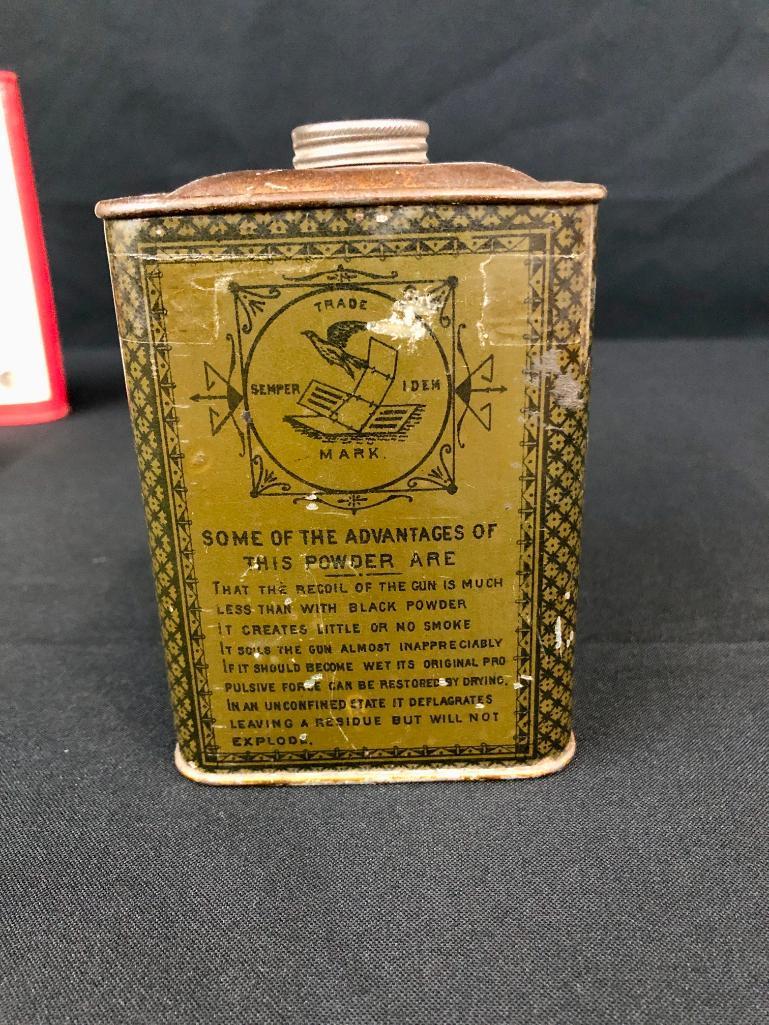 TRADE
SEMPER IDEM
MARK.
SOME OF THE ADVANTAGES OF
THIS POWDER ARE
THAT THE RECOIL OF THE GUN IS MUCH
LESS THAN WITH BLACK POWDER
IT CREATES LITTLE OR NO SMOKE
IT SOILS THE GUN ALMOST INAPPRECIABLY
IF IT SHOULD BECOME WET ITS ORIGINAL PRO
PULSIVE FORCE CAN BE RESTORED BY DRYING.
IN AN UNCONFINED STATE IT DEFLAGRATES
LEAVING A RESIDUE BUT WILL NOT
EXPLODE.